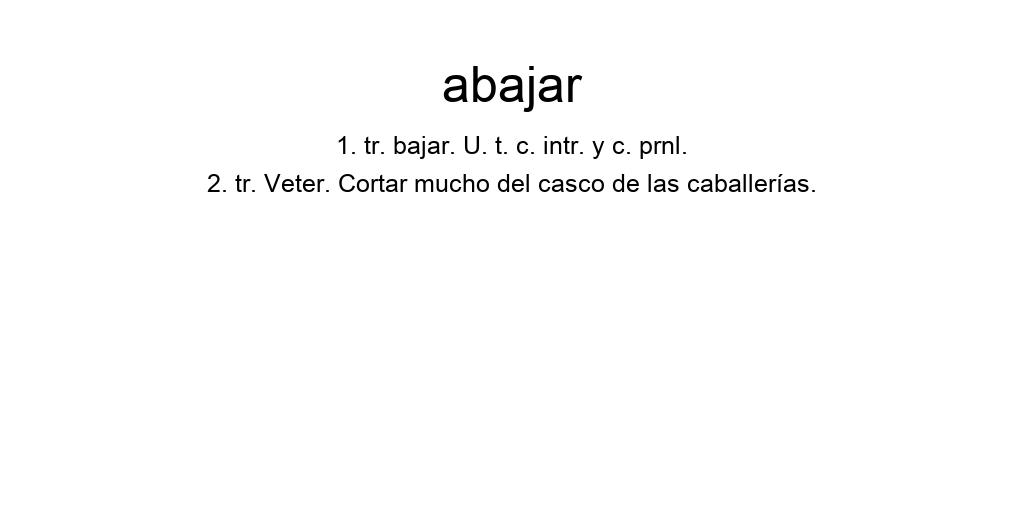 abajar
1. tr. bajar. U. t. c. intr. y c. prnl.
2. tr. Veter. Cortar mucho del casco de las caballerías.